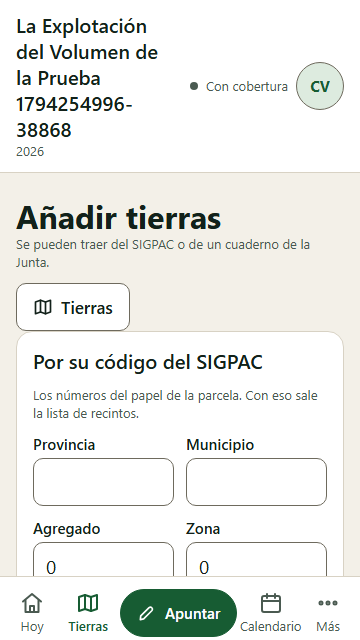 La Explotación
del Volumen de
la Prueba
1794254996-
38868
2026
Con cobertura
CV
Añadir tierras
Se pueden traer del SIGPAC o de un cuaderno de la
Junta.
Tierras
Por su código del SIGPAC
Los números del papel de la parcela. Con eso sale
la lista de recintos.
Provincia
Municipio
Agregado
Zona
0
0
Hoy
Tierras
Apuntar
Calendario
Más